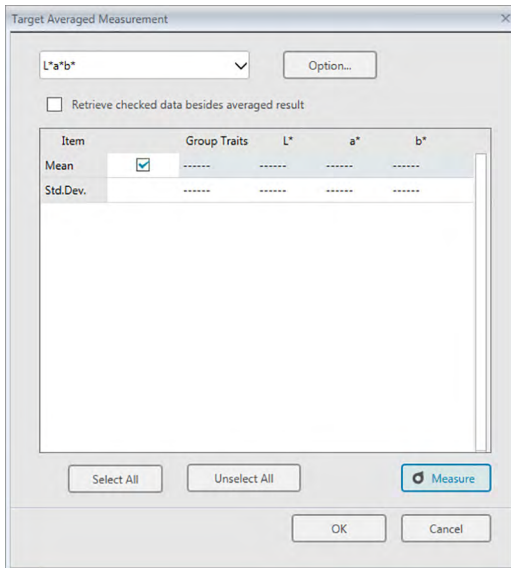 Target Averaged Measurement
L*a*b*
Option...
Retrieve checked data besides averaged result
Item Group Traits L* a* b*
Mean ------ ------ ------ ------
Std.Dev. ------ ------ ------ ------
Select All Unselect All Measure
OK Cancel